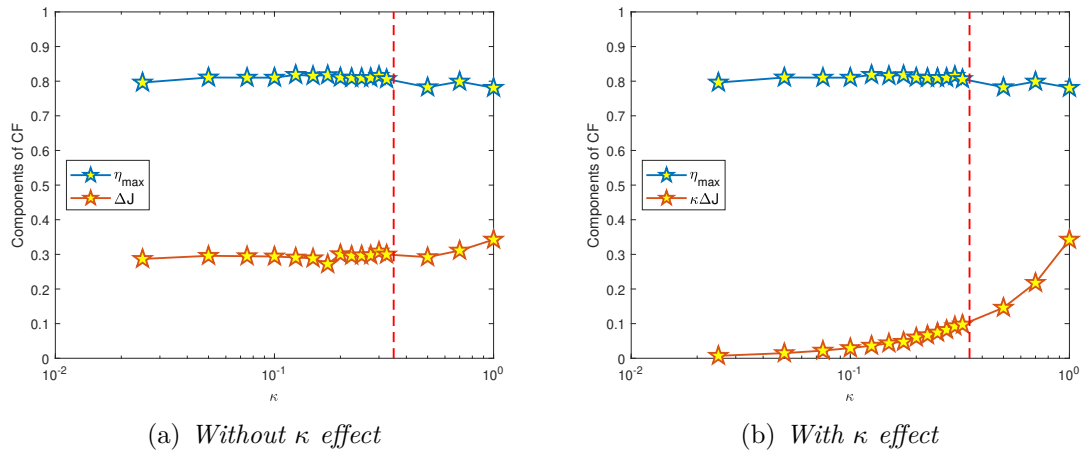 1
0.9
0.8
0.7
0.6
0.5
0.4
0.3
0.2
0.1
0
Components of CF
η_max
ΔJ
10^-2
10^-1
10^0
κ
(a) Without κ effect
1
0.9
0.8
0.7
0.6
0.5
0.4
0.3
0.2
0.1
0
Components of CF
η_max
κΔJ
10^-2
10^-1
10^0
κ
(b) With κ effect